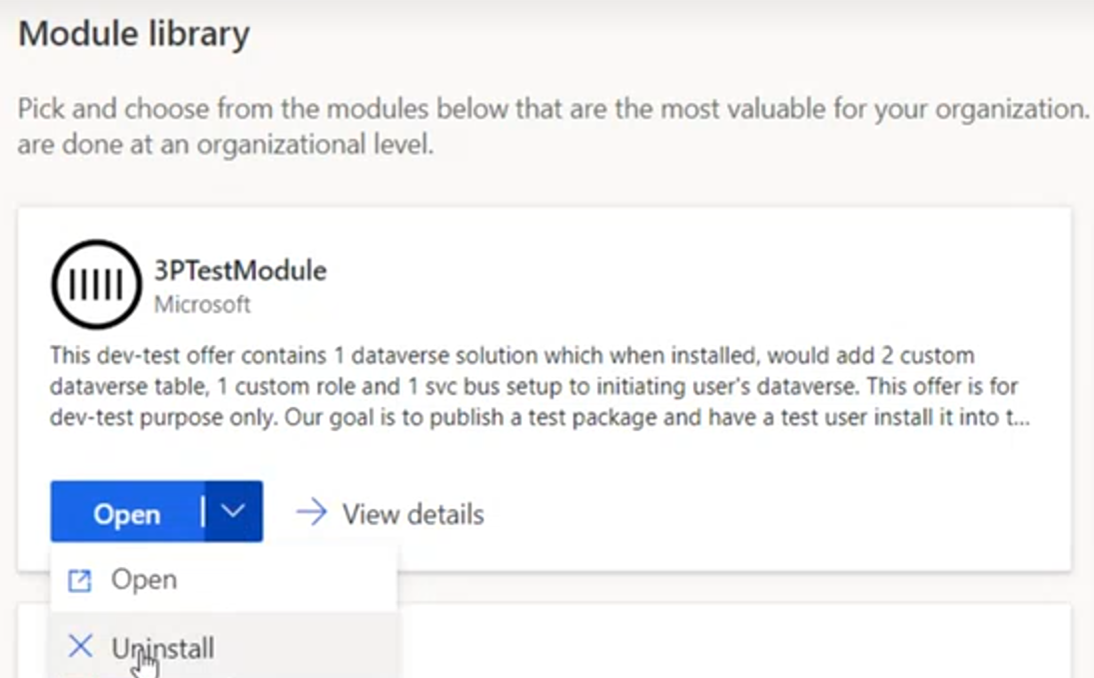 Module library
Pick and choose from the modules below that are the most valuable for your organization.
are done at an organizational level.
3PTestModule
Microsoft
This dev-test offer contains 1 dataverse solution which when installed, would add 2 custom
dataverse table, 1 custom role and 1 svc bus setup to initiating user's dataverse. This offer is for
dev-test purpose only. Our goal is to publish a test package and have a test user install it into t...
Open
View details
Open
Uninstall